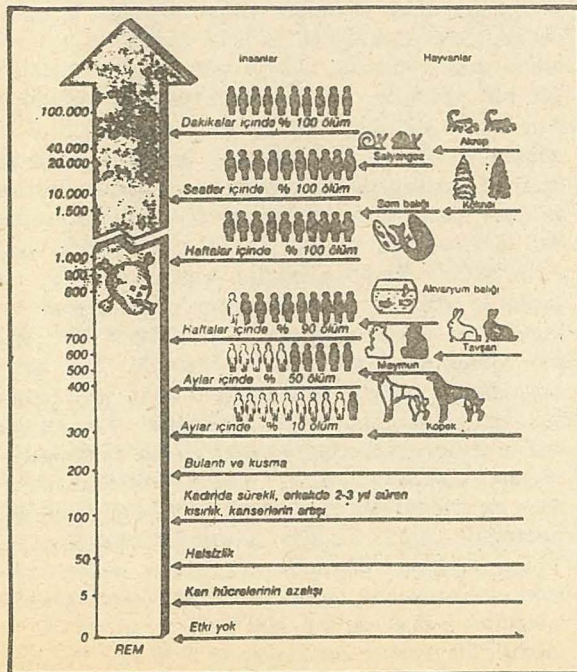 insanlar
Hayvanlar
100.000
Dakikalar içinde % 100 ölüm
40.000
Salyangoz
Akrep
20.000
10.000
Saatler içinde % 100 ölüm
Som balığı
Köknar
1.500
1.000
Haftalar içinde % 100 ölüm
900
800
Akvaryum balığı
700
Haftalar içinde % 90 ölüm
Tavşan
600
Maymun
500
Aylar içinde % 50 ölüm
400
Aylar içinde % 10 ölüm
Köpek
300
Bulantı ve kusma
200
Kadında sürekli, erkekde 2-3 yıl süren
kısırlık, kanserlerin artışı
100
Halsizlik
50
Kan hücrelerinin azalışı
5
Etki yok
0
REM